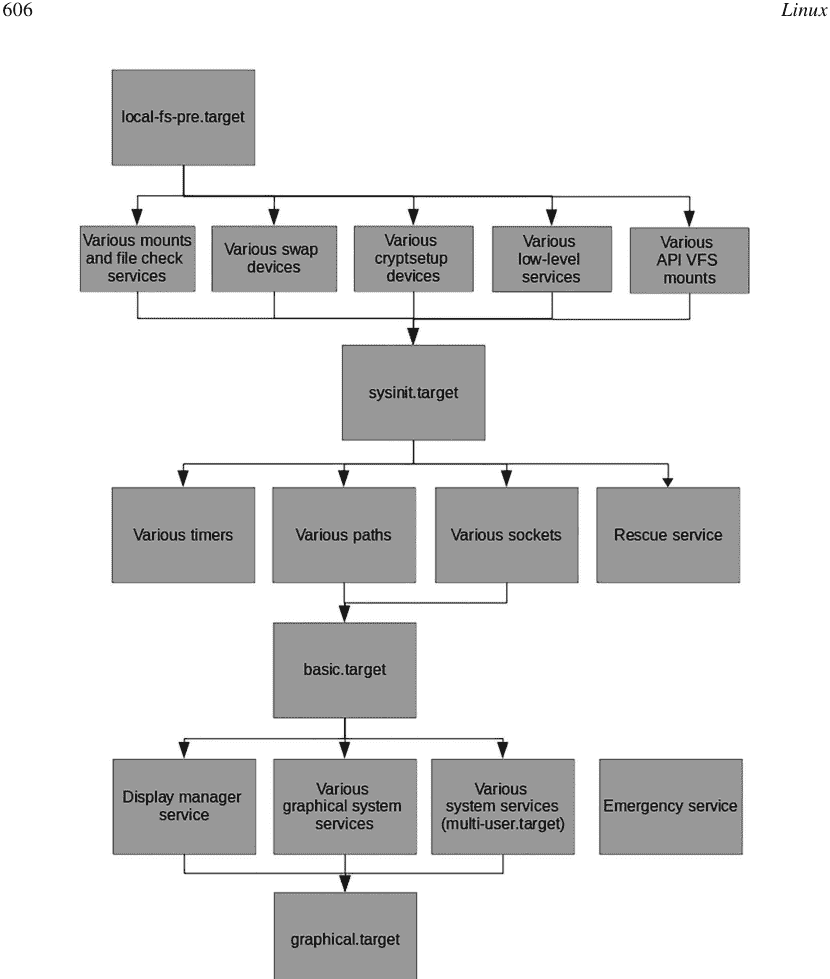 606 Linux
local-fs-pre.target
Various mounts
and file check
services
Various swap
devices
Various
cryptsetup
devices
Various
low-level
services
Various
API VFS
mounts
sysinit.target
Various timers
Various paths
Various sockets
Rescue service
basic.target
Display manager
service
Various
graphical system
services
Various
system services
(multi-user.target)
Emergency service
graphical.target